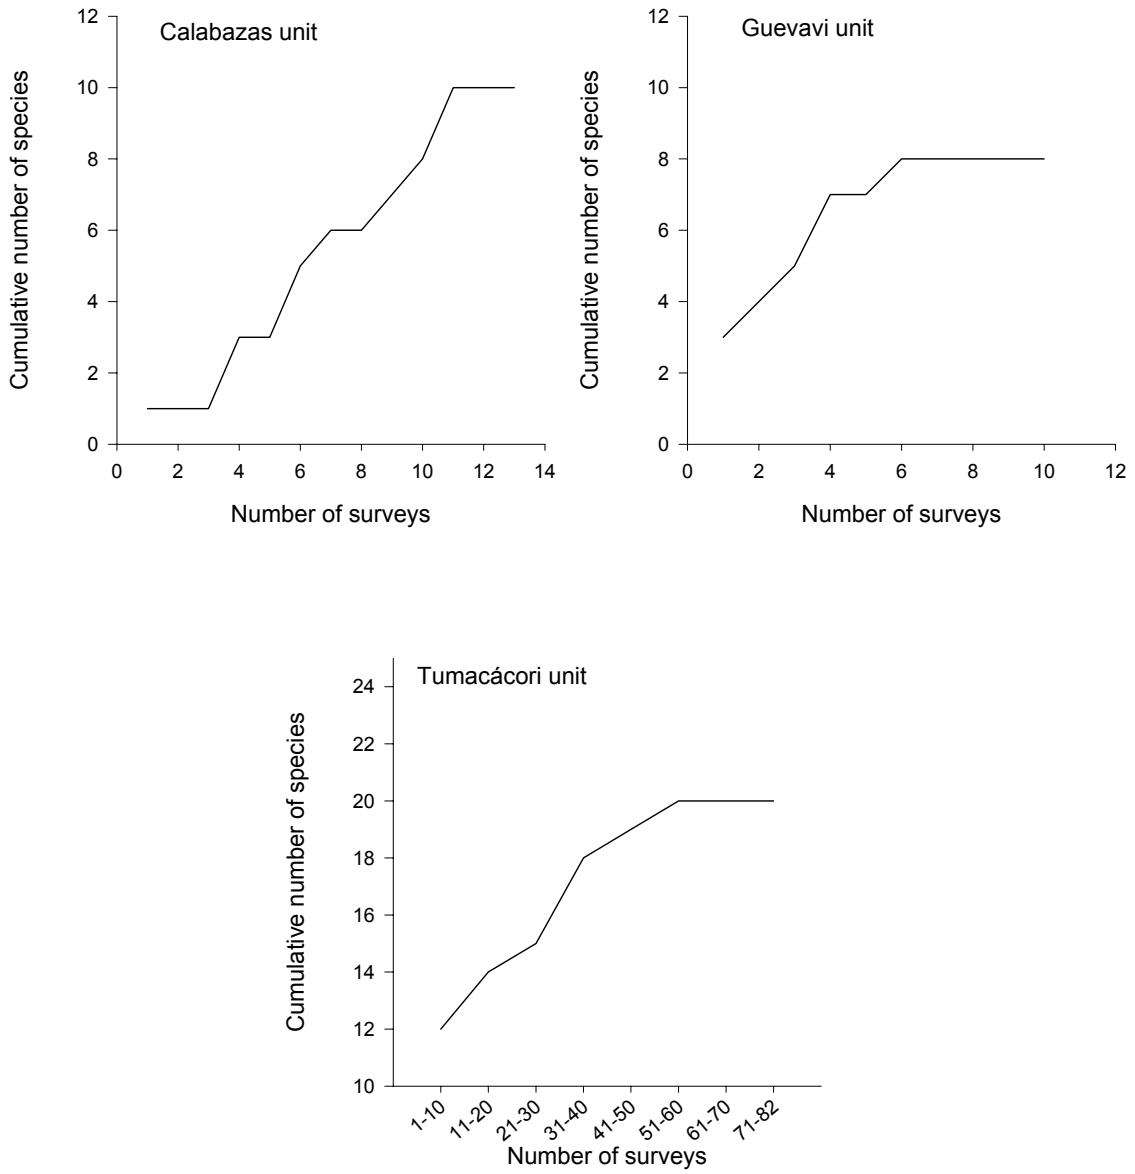 Calabazas unit
Cumulative number of species
12
10
8
6
4
2
0
0 2 4 6 8 10 12 14
Number of surveys
Guevavi unit
Cumulative number of species
12
10
8
6
4
2
0
0 2 4 6 8 10 12
Number of surveys
Tumacácori unit
Cumulative number of species
24
22
20
18
16
14
12
10
1-10 11-20 21-30 31-40 41-50 51-60 61-70 71-82
Number of surveys